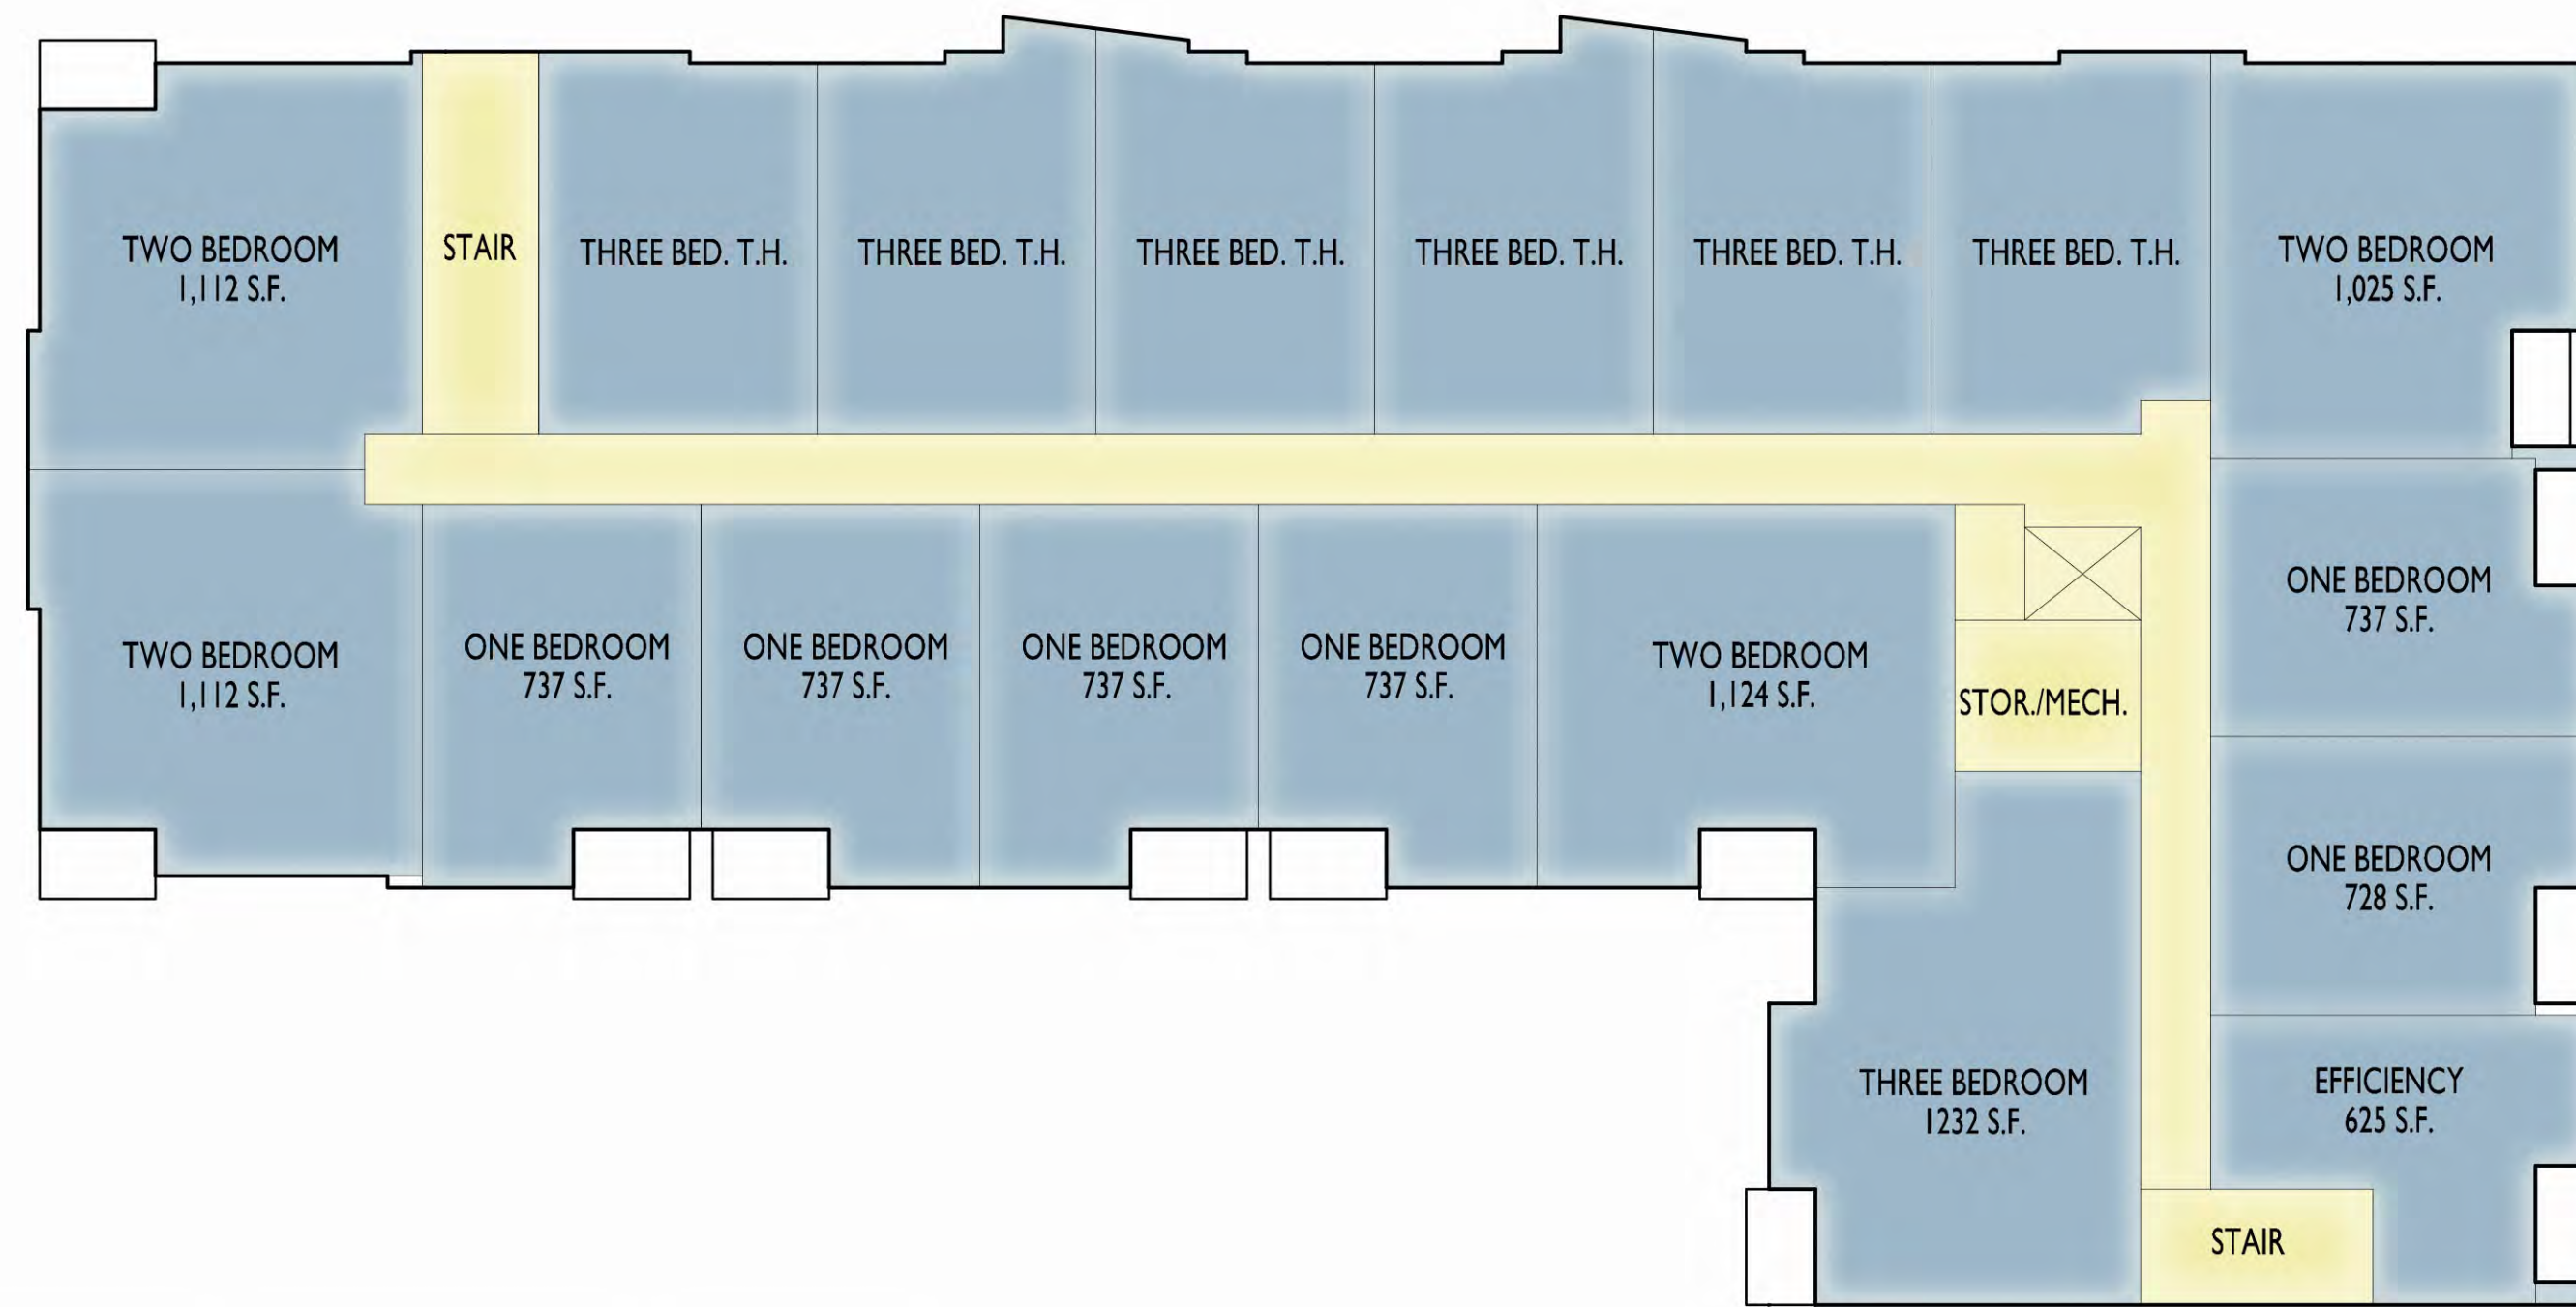 TWO BEDROOM
1,112 S.F.
STAIR
THREE BED. T.H.
THREE BED. T.H.
THREE BED. T.H.
THREE BED. T.H.
THREE BED. T.H.
THREE BED. T.H.
TWO BEDROOM
1,025 S.F.
TWO BEDROOM
1,112 S.F.
ONE BEDROOM
737 S.F.
ONE BEDROOM
737 S.F.
ONE BEDROOM
737 S.F.
ONE BEDROOM
737 S.F.
TWO BEDROOM
1,124 S.F.
STOR./MECH.
ONE BEDROOM
737 S.F.
ONE BEDROOM
728 S.F.
THREE BEDROOM
1232 S.F.
EFFICIENCY
625 S.F.
STAIR